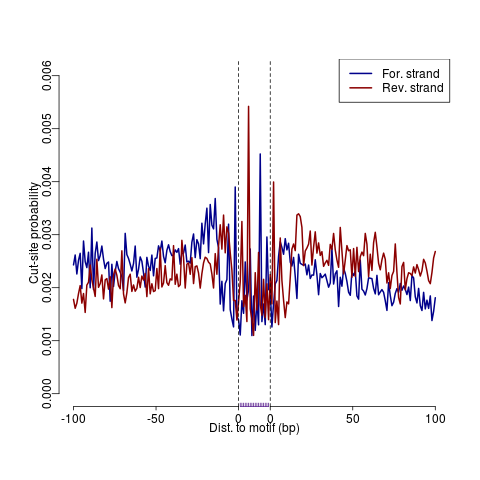 For. strand
Rev. strand
Cut-site probability
0.006
0.005
0.004
0.003
0.002
0.001
0.000
-100 -50 0 0 50 100
Dist. to motif (bp)